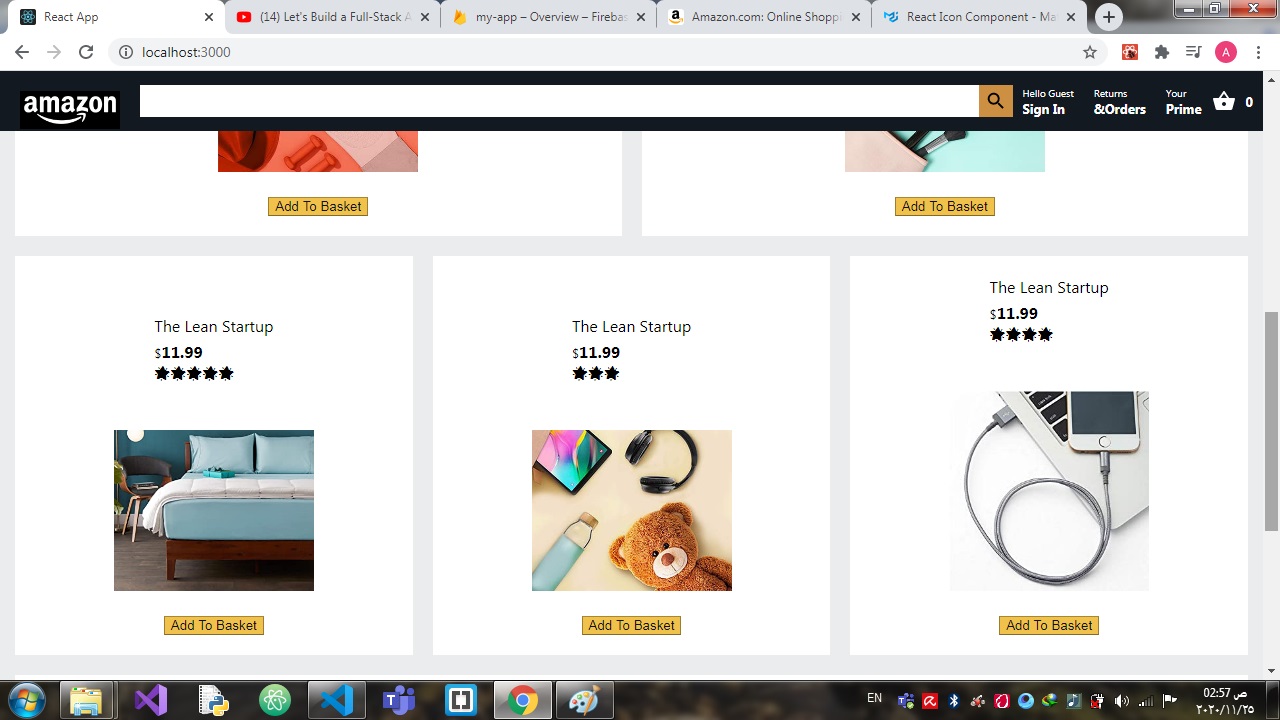 React App
(14) Let's Build a Full-Stack A
my-app – Overview – Firebas
Amazon.com: Online Shoppi
React Icon Component - Ma
localhost:3000
A
amazon
Hello Guest
Sign In
Returns
&Orders
Your
Prime
0
Add To Basket
Add To Basket
The Lean Startup
$11.99
The Lean Startup
$11.99
The Lean Startup
$11.99
Add To Basket
Add To Basket
Add To Basket
EN
02:57 ص
٢٠٢٠/١١/٢٥